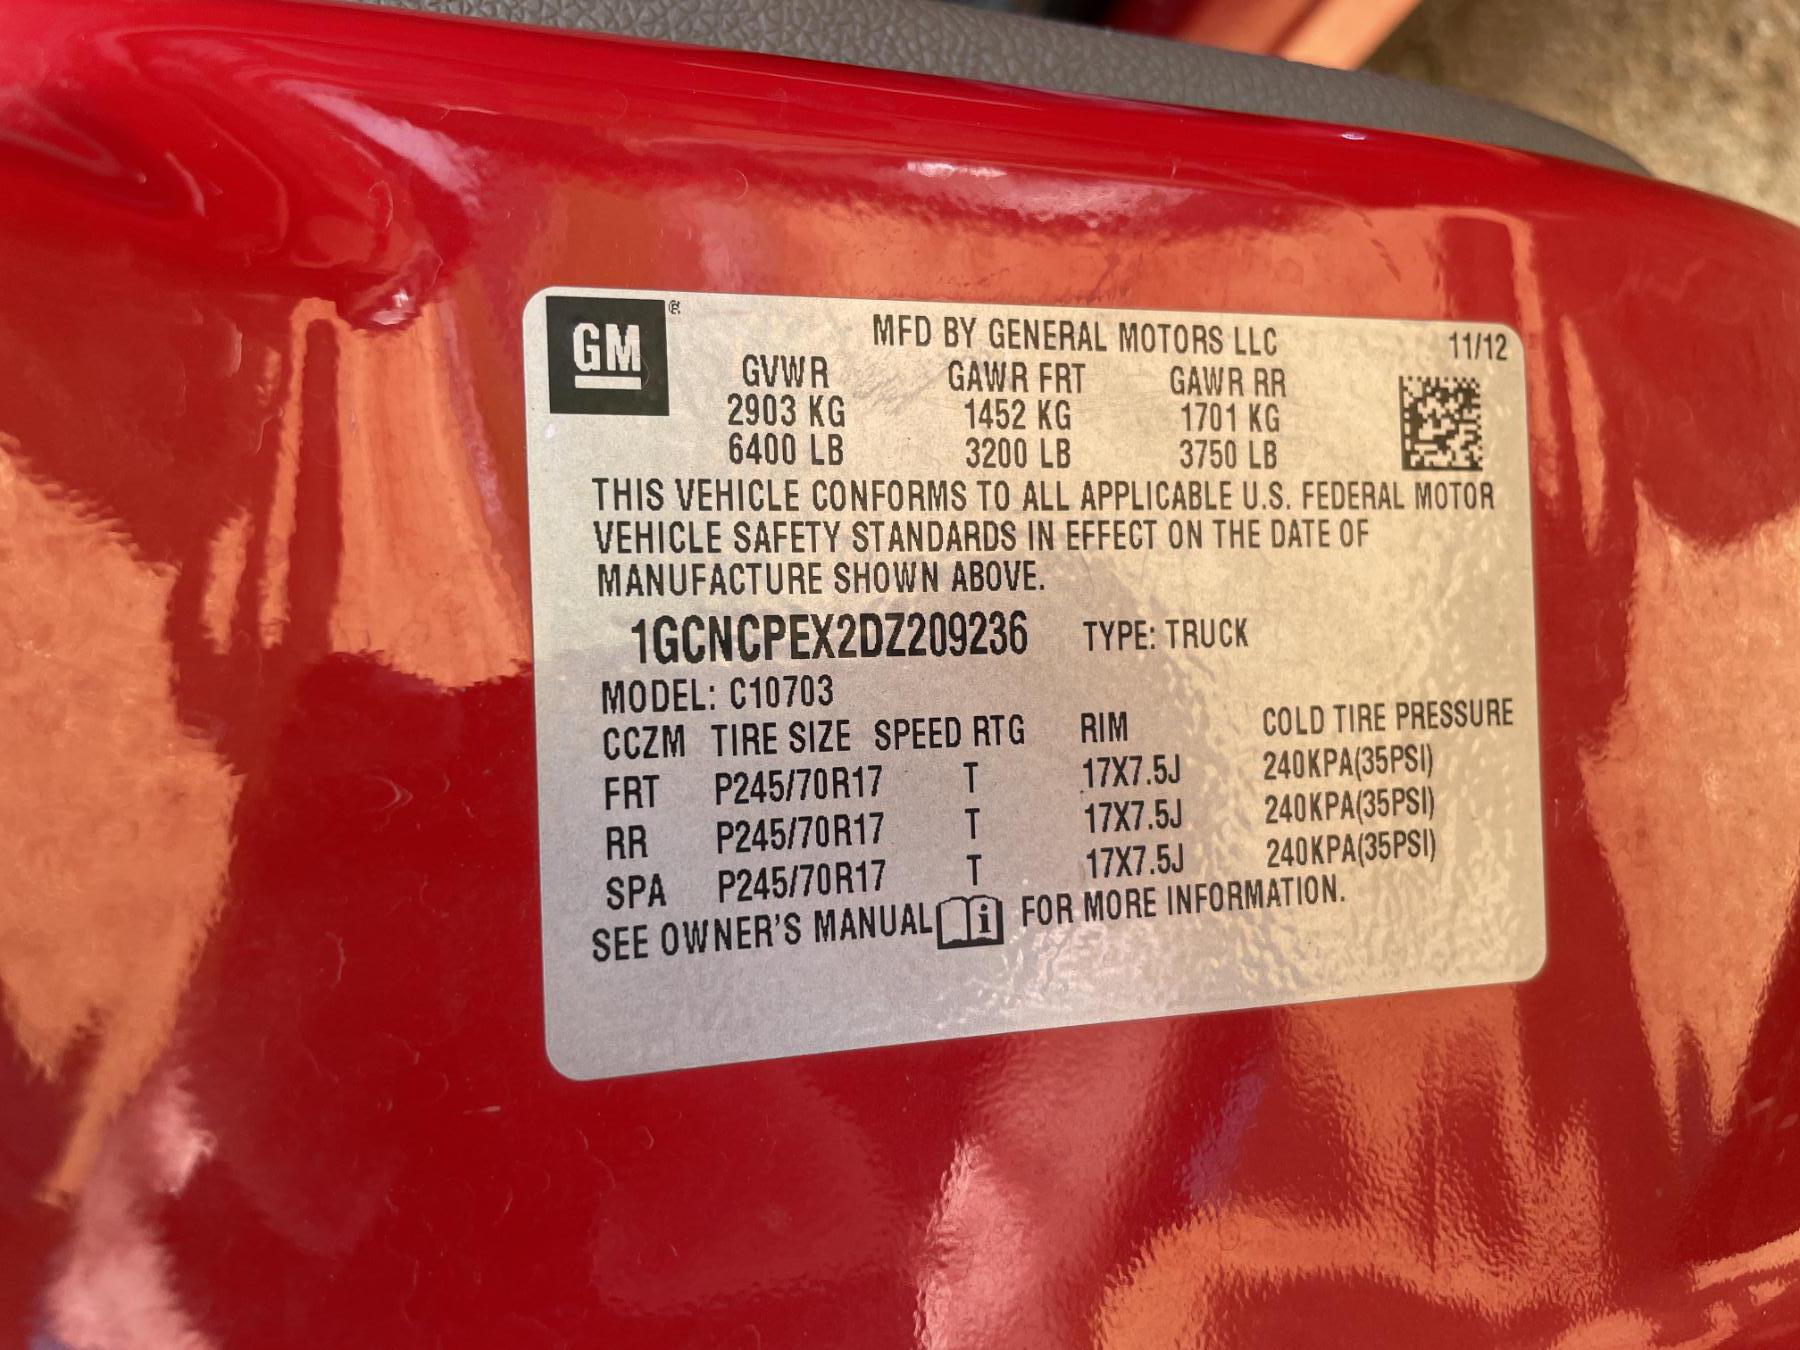 GM ®
MFD BY GENERAL MOTORS LLC 11/12
GVWR GAWR FRT GAWR RR
2903 KG 1452 KG 1701 KG
6400 LB 3200 LB 3750 LB
THIS VEHICLE CONFORMS TO ALL APPLICABLE U.S. FEDERAL MOTOR
VEHICLE SAFETY STANDARDS IN EFFECT ON THE DATE OF
MANUFACTURE SHOWN ABOVE.
1GCNCPEX2DZ209236 TYPE: TRUCK
MODEL: C10703
CCZM TIRE SIZE SPEED RTG RIM COLD TIRE PRESSURE
FRT P245/70R17 T 17X7.5J 240KPA(35PSI)
RR P245/70R17 T 17X7.5J 240KPA(35PSI)
SPA P245/70R17 T 17X7.5J 240KPA(35PSI)
SEE OWNER'S MANUAL i FOR MORE INFORMATION.